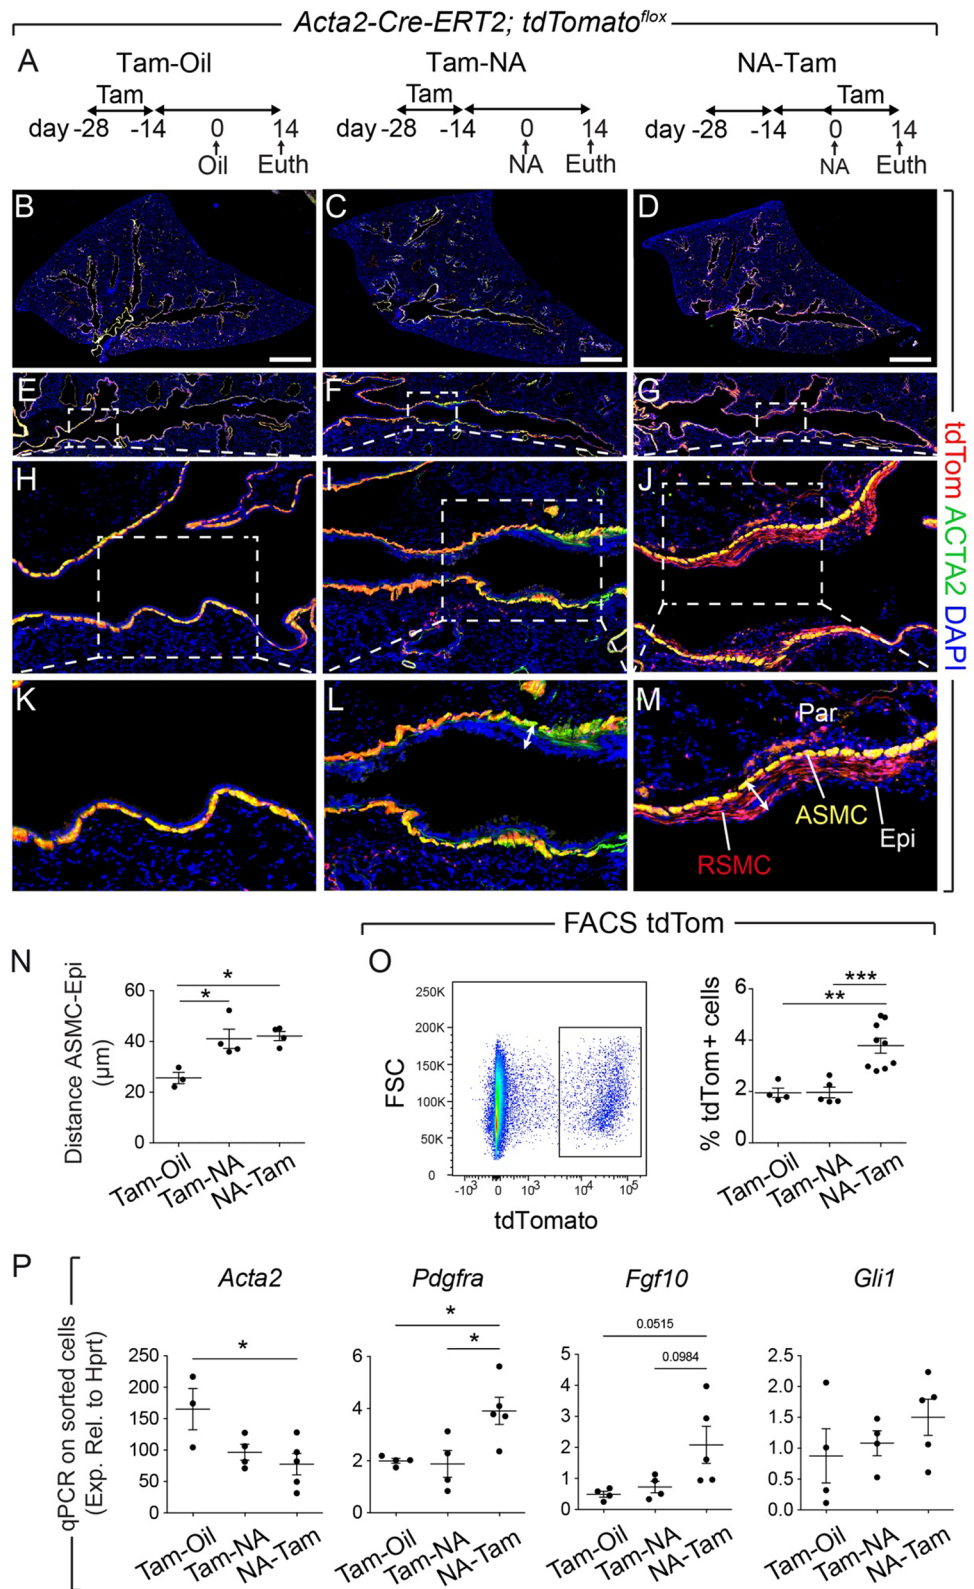 Acta2-Cre-ERT2; tdTomatoflox
A Tam-Oil Tam-NA NA-Tam
Tam Tam Tam
day -28 -14 0 14 day -28 -14 0 14 day -28 -14 0 14
Oil Euth NA Euth NA Euth
B C D
E F G
H I J
K L M
Par
ASMC
Epi
RSMC
tdTom ACTA2 DAPI
FACS tdTom
N
Distance ASMC-Epi
(µm)
60
40
20
0
* *
Tam-Oil Tam-NA NA-Tam
O
FSC
250K
200K
150K
100K
50K
0
-10³ 0 10³ 10⁴ 10⁵
tdTomato
% tdTom+ cells
6
4
2
0
***
**
Tam-Oil Tam-NA NA-Tam
P
qPCR on sorted cells
(Exp. Rel. to Hprt)
Acta2
250
200
150
100
50
0
*
Tam-Oil Tam-NA NA-Tam
Pdgfra
6
4
2
0
*
*
Tam-Oil Tam-NA NA-Tam
Fgf10
5
4
3
2
1
0
0.0515
0.0984
Tam-Oil Tam-NA NA-Tam
Gli1
2.5
2.0
1.5
1.0
0.5
0.0
Tam-Oil Tam-NA NA-Tam